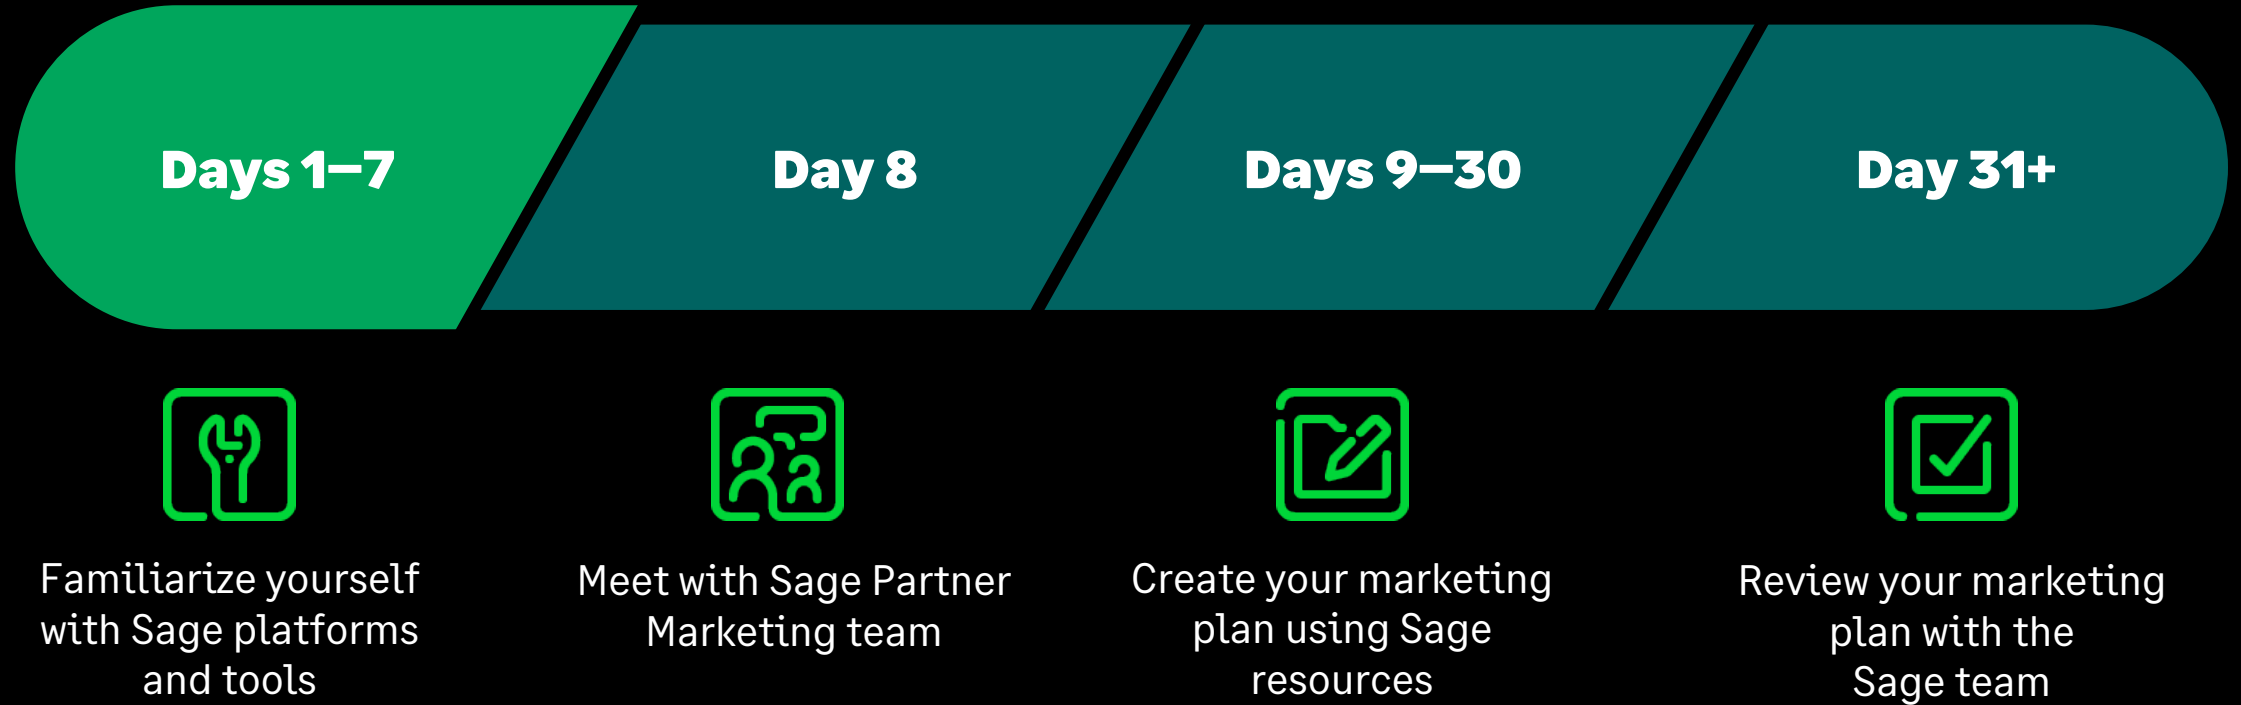 Days 1–7
Day 8
Days 9–30
Day 31+
Familiarize yourself
with Sage platforms
and tools
Meet with Sage Partner
Marketing team
Create your marketing
plan using Sage
resources
Review your marketing
plan with the
Sage team